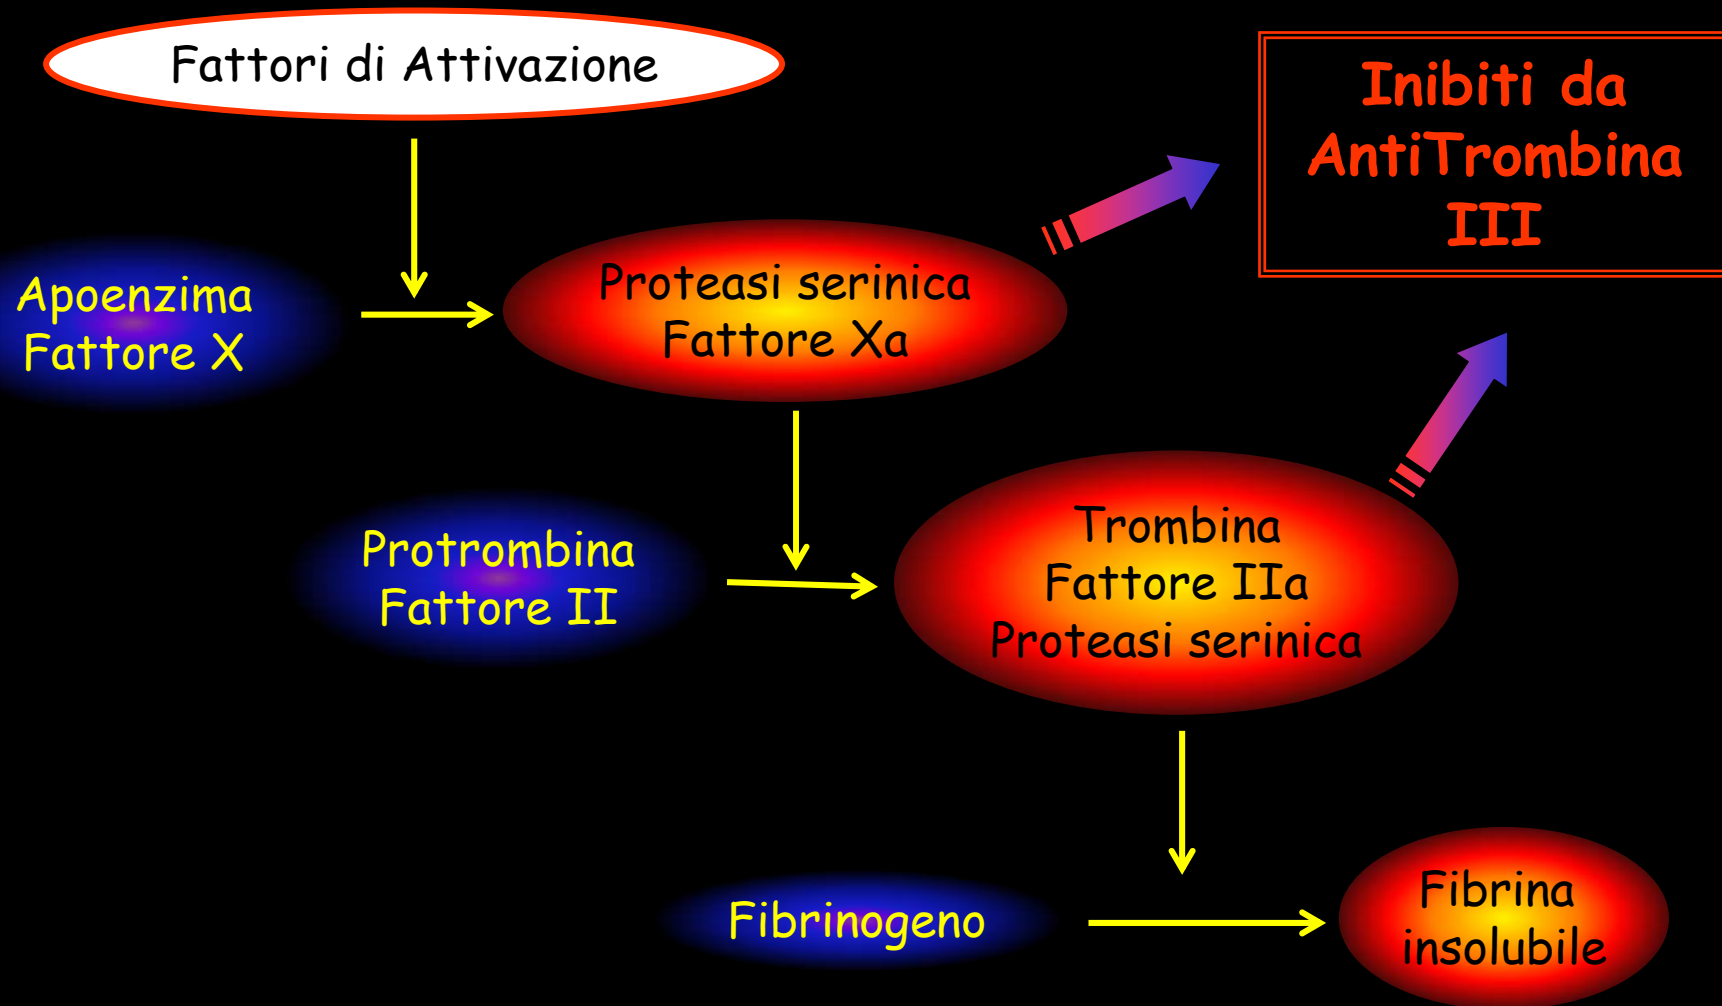 Fattori di Attivazione
Inibiti da
AntiTrombina
III
Apoenzima
Fattore X
Proteasi serinica
Fattore Xa
Protrombina
Fattore II
Trombina
Fattore IIa
Proteasi serinica
Fibrinogeno
Fibrina
insolubile